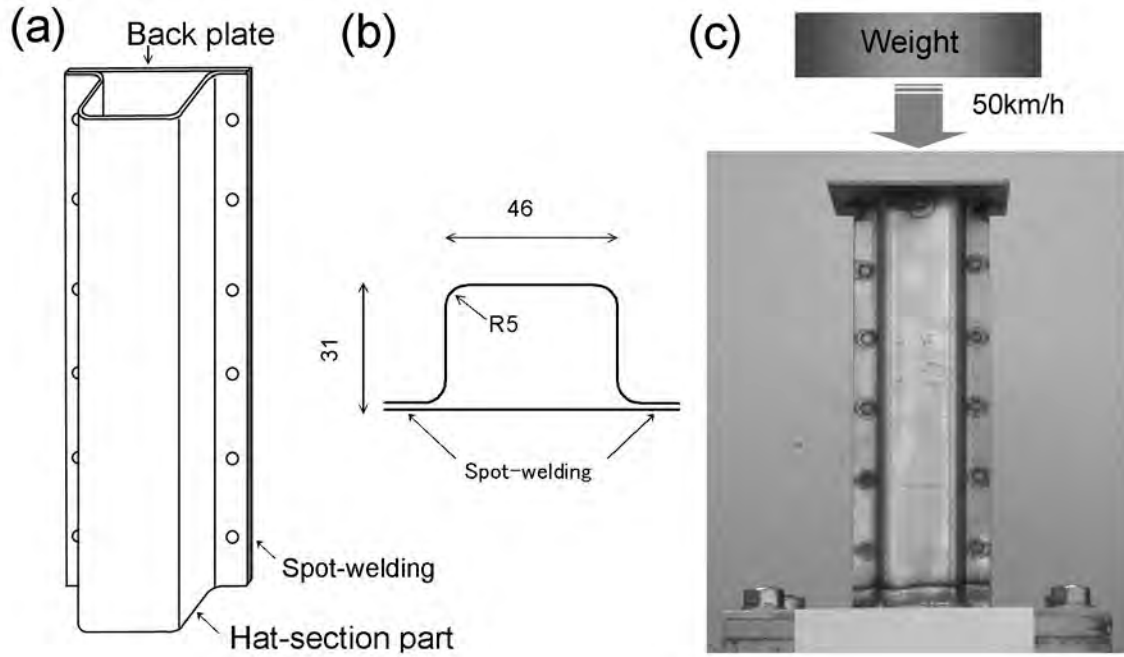 (a)
Back plate
Spot-welding
Hat-section part
(b)
46
31
R5
Spot-welding
(c)
Weight
50km/h